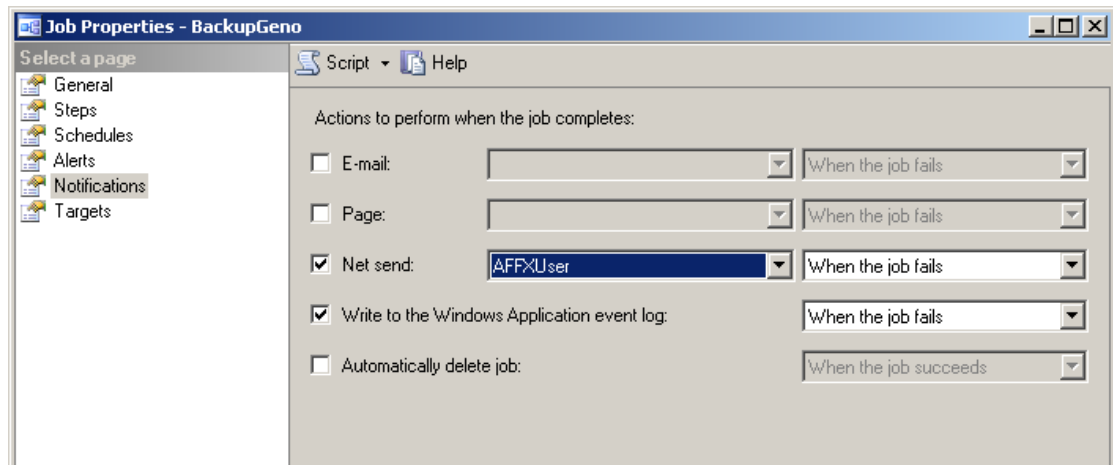 Job Properties - BackupGeno
Select a page
General
Steps
Schedules
Alerts
Notifications
Targets
Script Help
Actions to perform when the job completes:
E-mail: When the job fails
Page: When the job fails
Net send: AFFXUser When the job fails
Write to the Windows Application event log: When the job fails
Automatically delete job: When the job succeeds